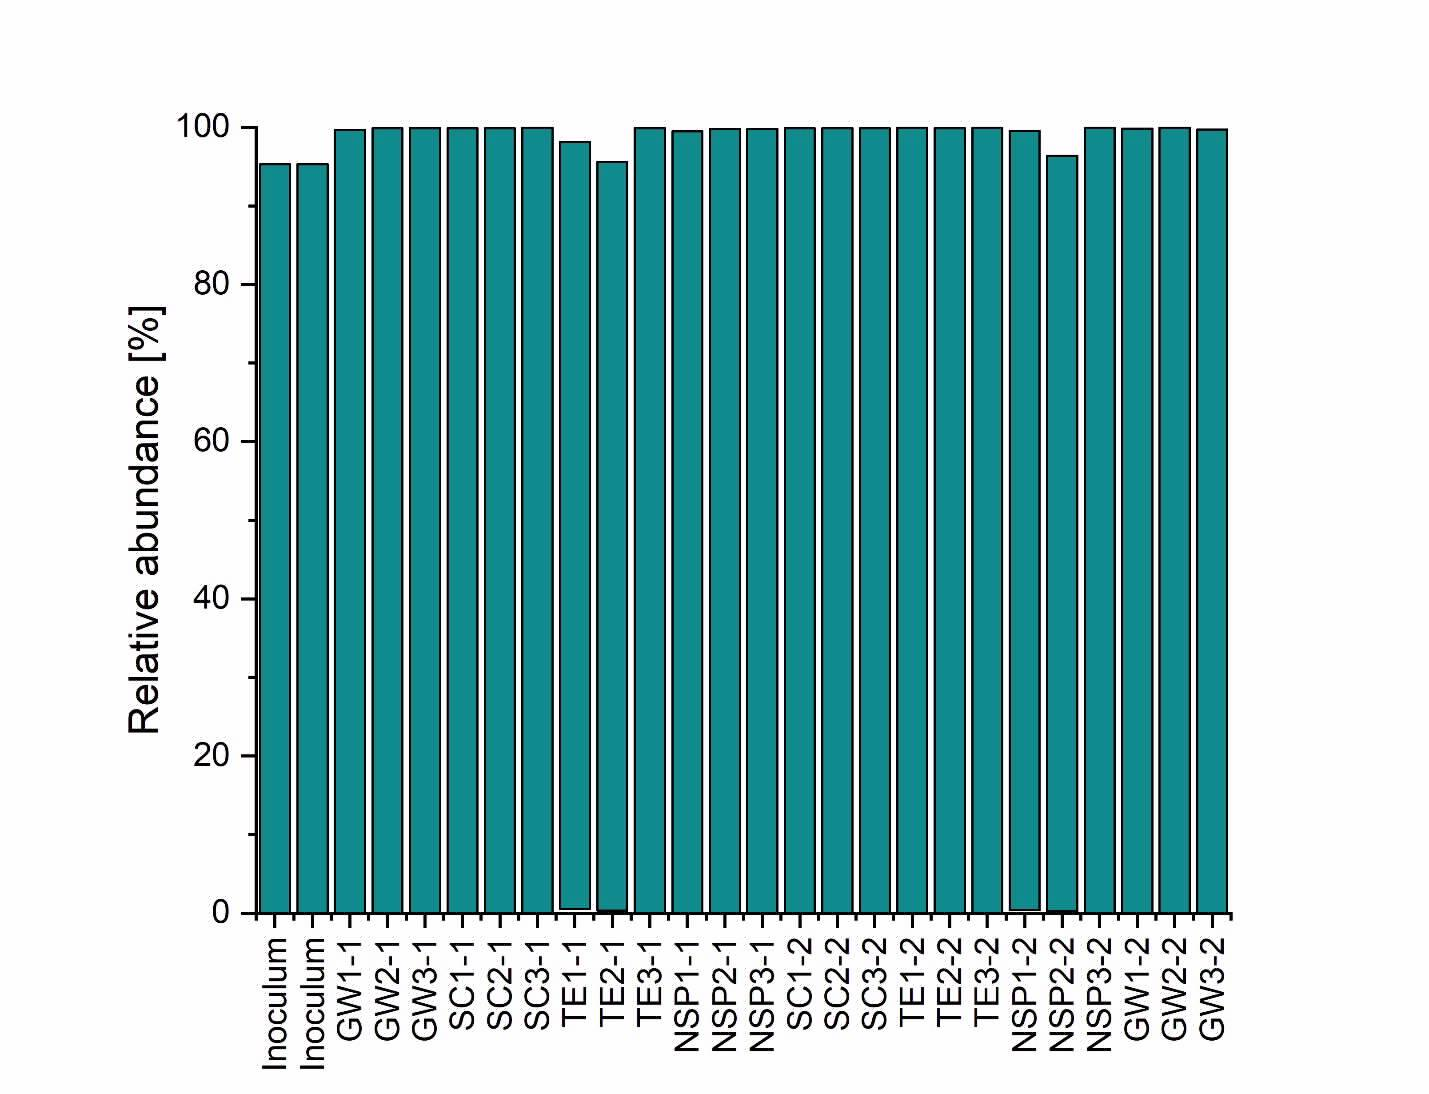 Relative abundance [%]
100
80
60
40
20
0
Inoculum
Inoculum
GW1-1
GW2-1
GW3-1
SC1-1
SC2-1
SC3-1
TE1-1
TE2-1
TE3-1
NSP1-1
NSP2-1
NSP3-1
SC1-2
SC2-2
SC3-2
TE1-2
TE2-2
TE3-2
NSP1-2
NSP2-2
NSP3-2
GW1-2
GW2-2
GW3-2